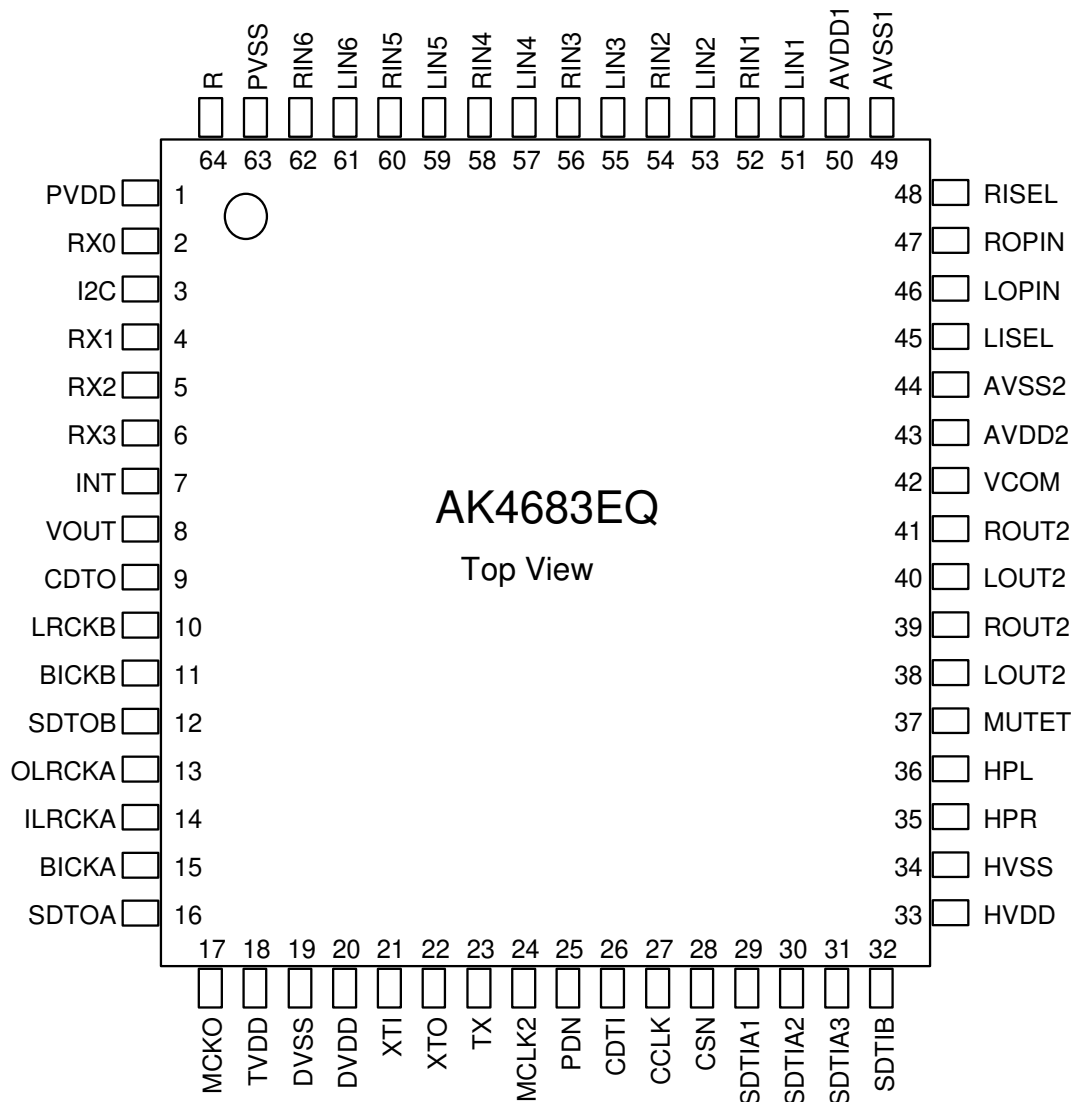 R PVSS RIN6 LIN6 RIN5 LIN5 RIN4 LIN4 RIN3 LIN3 RIN2 LIN2 RIN1 LIN1 AVDD1 AVSS1
64 63 62 61 60 59 58 57 56 55 54 53 52 51 50 49
PVDD 1 48 RISEL
RX0 2 47 ROPIN
I2C 3 46 LOPIN
RX1 4 45 LISEL
RX2 5 44 AVSS2
RX3 6 43 AVDD2
INT 7 42 VCOM
VOUT 8 41 ROUT2
CDTO 9 40 LOUT2
LRCKB 10 39 ROUT2
BICKB 11 38 LOUT2
SDTOB 12 37 MUTET
OLRCKA 13 36 HPL
ILRCKA 14 35 HPR
BICKA 15 34 HVSS
SDTOA 16 33 HVDD
AK4683EQ
Top View
17 18 19 20 21 22 23 24 25 26 27 28 29 30 31 32
MCKO TVDD DVSS DVDD XTI XTO TX MCLK2 PDN CDTI CCLK CSN SDTIA1 SDTIA2 SDTIA3 SDTIB